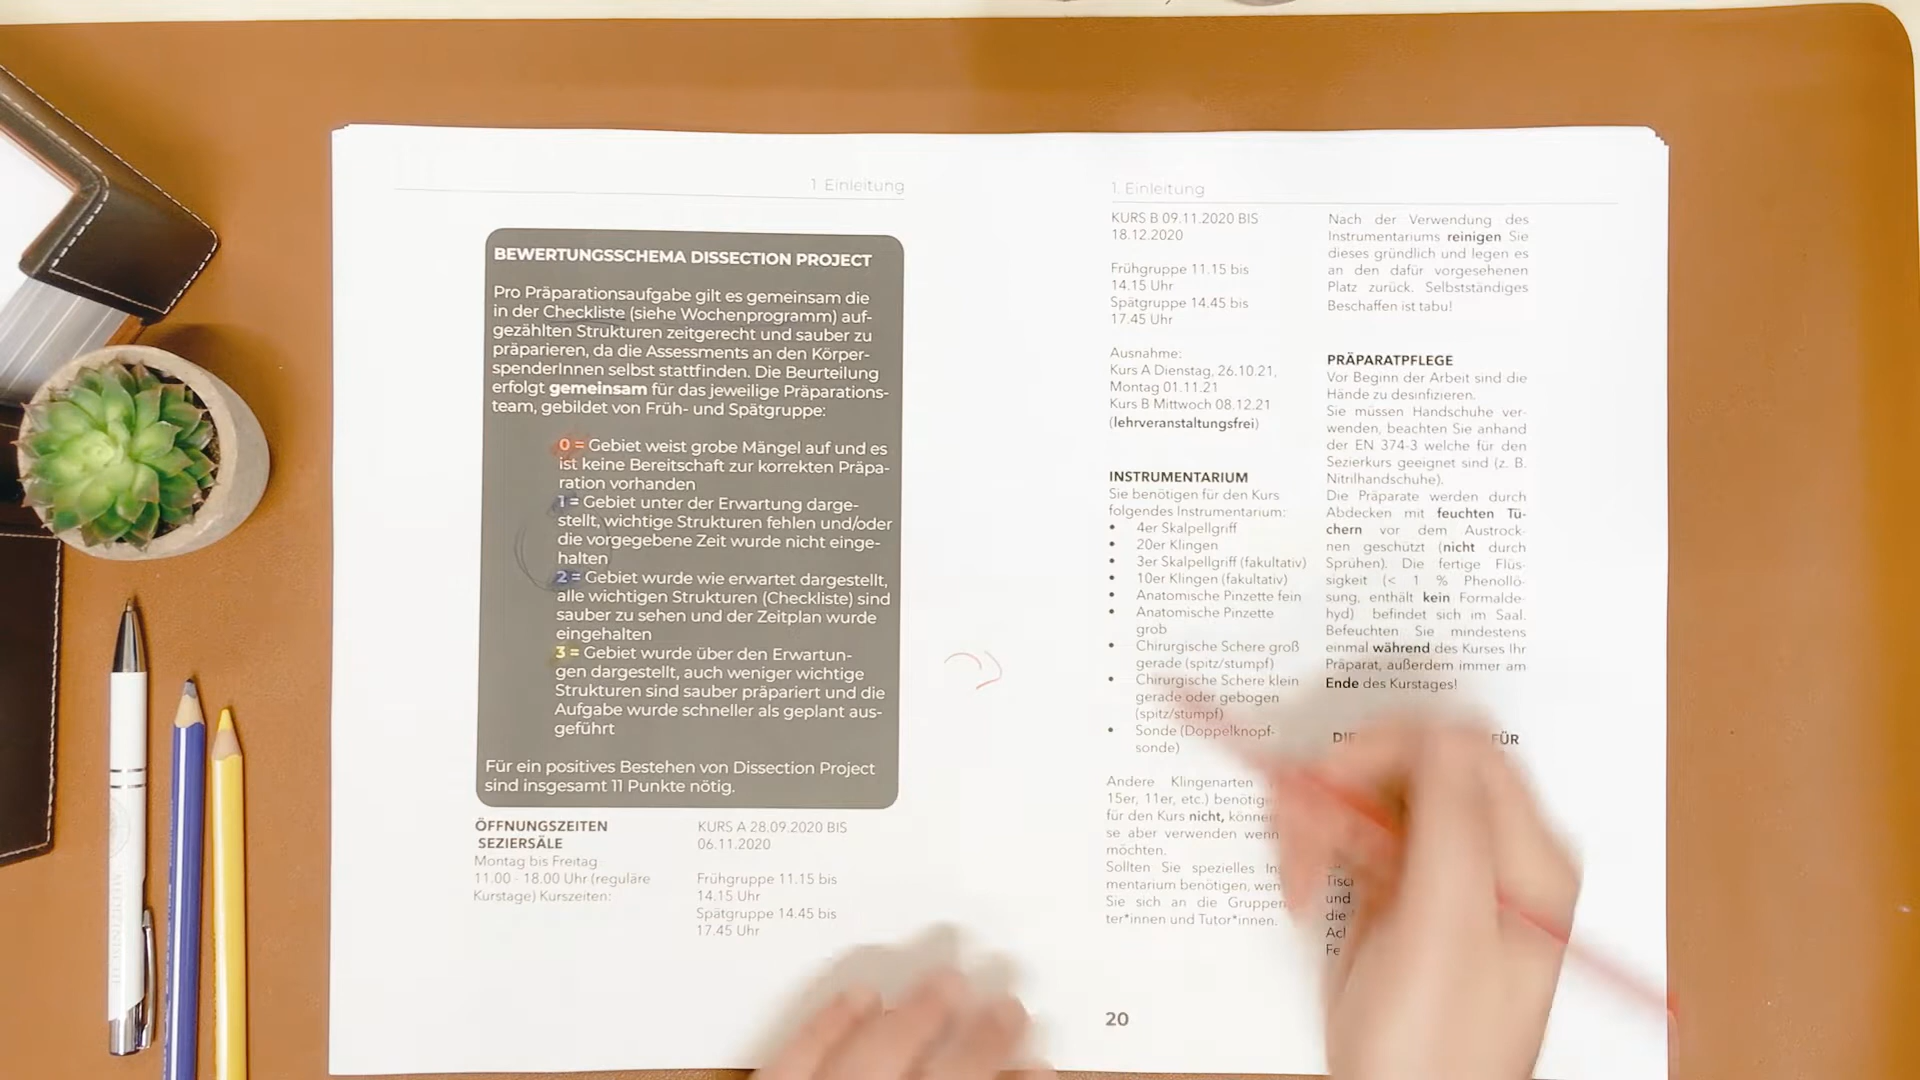 1. Einleitung
BEWERTUNGSSCHEMA DISSECTION PROJECT
Pro Präparationsaufgabe gilt es gemeinsam die
in der Checkliste (siehe Wochenprogramm) auf-
gezählten Strukturen zeitgerecht und sauber zu
präparieren, da die Assessments an den Körper-
spenderInnen selbst stattfinden. Die Beurteilung
erfolgt gemeinsam für das jeweilige Präparations-
team, gebildet von Früh- und Spätgruppe:
0 = Gebiet weist grobe Mängel auf und es
ist keine Bereitschaft zur korrekten Präpa-
ration vorhanden
1 = Gebiet unter der Erwartung darge-
stellt, wichtige Strukturen fehlen und/oder
die vorgegebene Zeit wurde nicht einge-
halten
2 = Gebiet wurde wie erwartet dargestellt,
alle wichtigen Strukturen (Checkliste) sind
sauber zu sehen und der Zeitplan wurde
eingehalten
3 = Gebiet wurde über den Erwartun-
gen dargestellt, auch weniger wichtige
Strukturen sind sauber präpariert und die
Aufgabe wurde schneller als geplant aus-
geführt
Für ein positives Bestehen von Dissection Project
sind insgesamt 11 Punkte nötig.
ÖFFNUNGSZEITEN
SEZIERSÄLE
Montag bis Freitag
11.00 - 18.00 Uhr (reguläre
Kurstage) Kurszeiten:
KURS A 28.09.2020 BIS
06.11.2020
Frühgruppe 11.15 bis
14.15 Uhr
Spätgruppe 14.45 bis
17.45 Uhr
1. Einleitung
KURS B 09.11.2020 BIS
18.12.2020
Frühgruppe 11.15 bis
14.15 Uhr
Spätgruppe 14.45 bis
17.45 Uhr
Ausnahme:
Kurs A Dienstag, 26.10.21,
Montag 01.11.21
Kurs B Mittwoch 08.12.21
(lehrveranstaltungsfrei)
INSTRUMENTARIUM
Sie benötigen für den Kurs
folgendes Instrumentarium:
• 4er Skalpellgriff
• 20er Klingen
• 3er Skalpellgriff (fakultativ)
• 10er Klingen (fakultativ)
• Anatomische Pinzette fein
• Anatomische Pinzette
grob
• Chirurgische Schere groß
gerade (spitz/stumpf)
• Chirurgische Schere klein
gerade oder gebogen
(spitz/stumpf)
• Sonde (Doppelknopf-
sonde)
Andere Klingenarten
15er, 11er, etc.)
für den Kurs nicht,
se aber verwenden wenn
möchten.
Sollten Sie spezielles
mentarium benötigen,
Sie sich an die
ter*innen und Tutor*innen.
Nach der Verwendung des
Instrumentariums reinigen Sie
dieses gründlich und legen es
an den dafür vorgesehenen
Platz zurück. Selbstständiges
Beschaffen ist tabu!
PRÄPARATPFLEGE
Vor Beginn der Arbeit sind die
Hände zu desinfizieren.
Sie müssen Handschuhe ver-
wenden, beachten Sie anhand
der EN 374-3 welche für den
Sezierkurs geeignet sind (z. B.
Nitrilhandschuhe).
Die Präparate werden durch
Abdecken mit feuchten Tü-
chern vor dem Austrock-
nen geschützt (nicht durch
Sprühen). Die fertige Flüs-
sigkeit (< 1 % Phenollö-
sung, enthält kein Formalde-
hyd) befindet sich im Saal.
Befeuchten Sie mindestens
einmal während des Kurses Ihr
Präparat, außerdem immer am
Ende des Kurstages!
FÜR
und
die
20